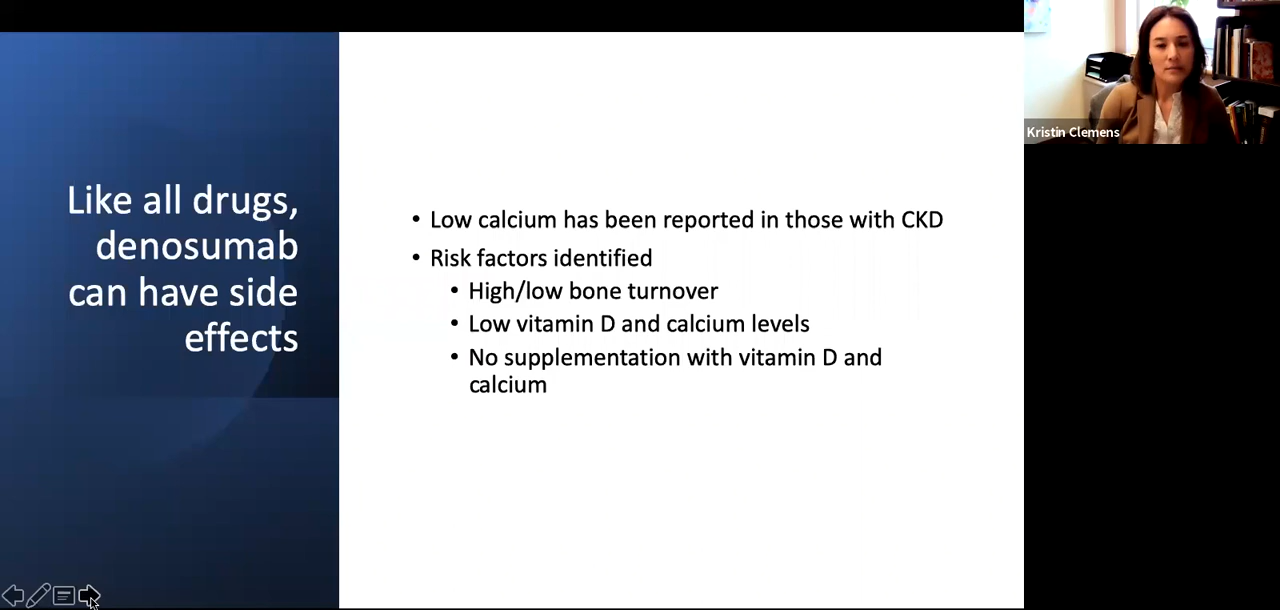 Like all drugs,
denosumab
can have side
effects
• Low calcium has been reported in those with CKD
• Risk factors identified
• High/low bone turnover
• Low vitamin D and calcium levels
• No supplementation with vitamin D and
calcium
Kristin Clemens